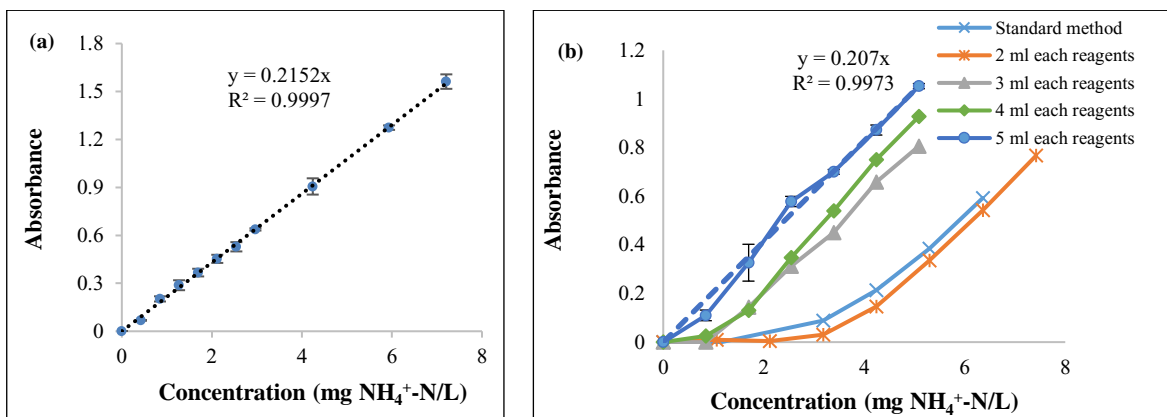 (a)
1.8
1.5
1.2
0.9
0.6
0.3
0
y = 0.2152x
R² = 0.9997
Absorbance
0 2 4 6 8
Concentration (mg NH₄⁺-N/L)
(b)
1.2
1
0.8
0.6
0.4
0.2
0
y = 0.207x
R² = 0.9973
Standard method
2 ml each reagents
3 ml each reagents
4 ml each reagents
5 ml each reagents
Absorbance
0 2 4 6 8
Concentration (mg NH₄⁺-N/L)